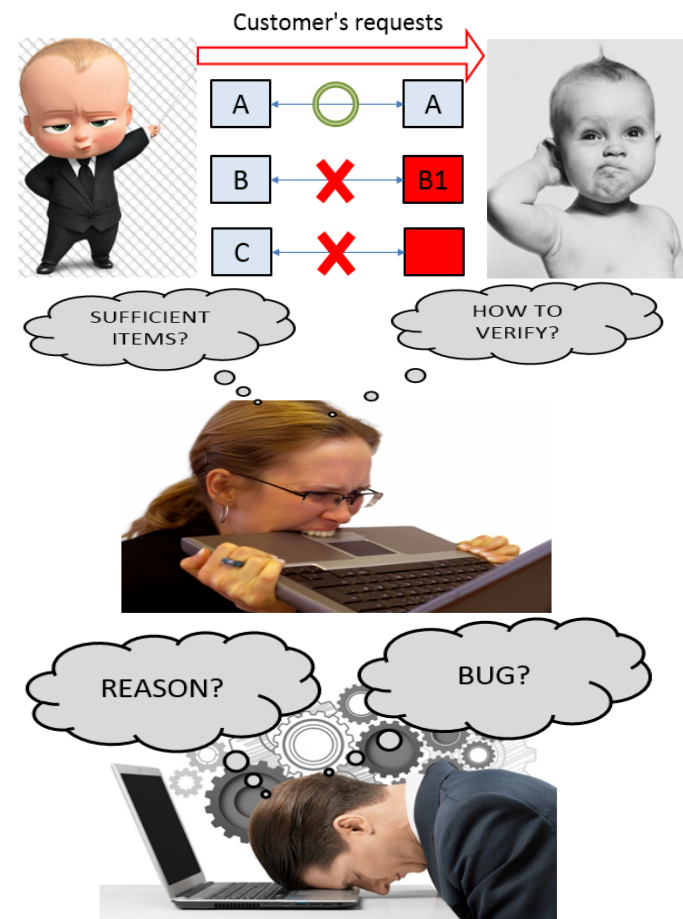 Customer's requests
A
A
B
B1
C
SUFFICIENT
ITEMS?
HOW TO
VERIFY?
REASON?
BUG?